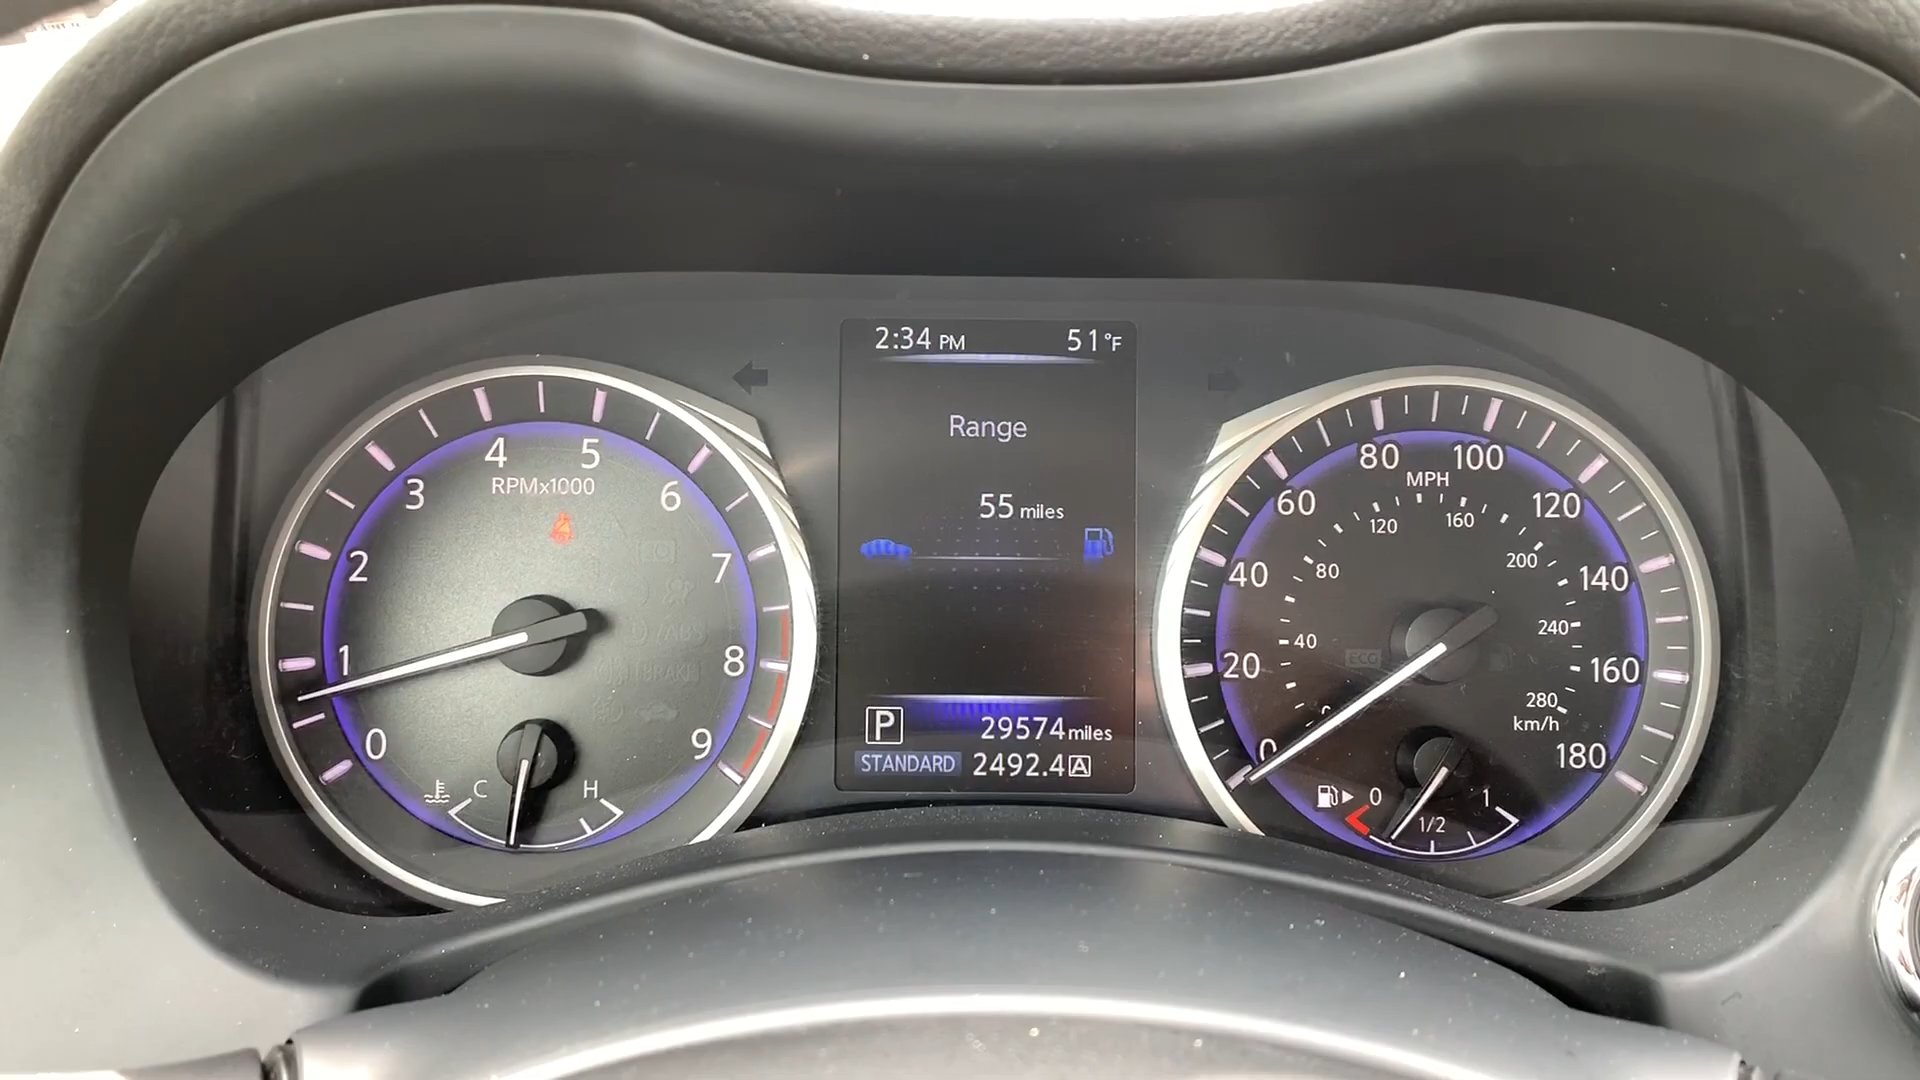 2:34 PM 51°F
Range
55 miles
P 29574 miles
STANDARD 2492.4 A
4 5
RPMx1000
3 6
2 7
1 8
0 9
C H
80 100
MPH
60 120
120 160
40 80 200 140
40 240
20 ECO 160
280
km/h
0 180
0 1
1/2
/ABS
BRAKE